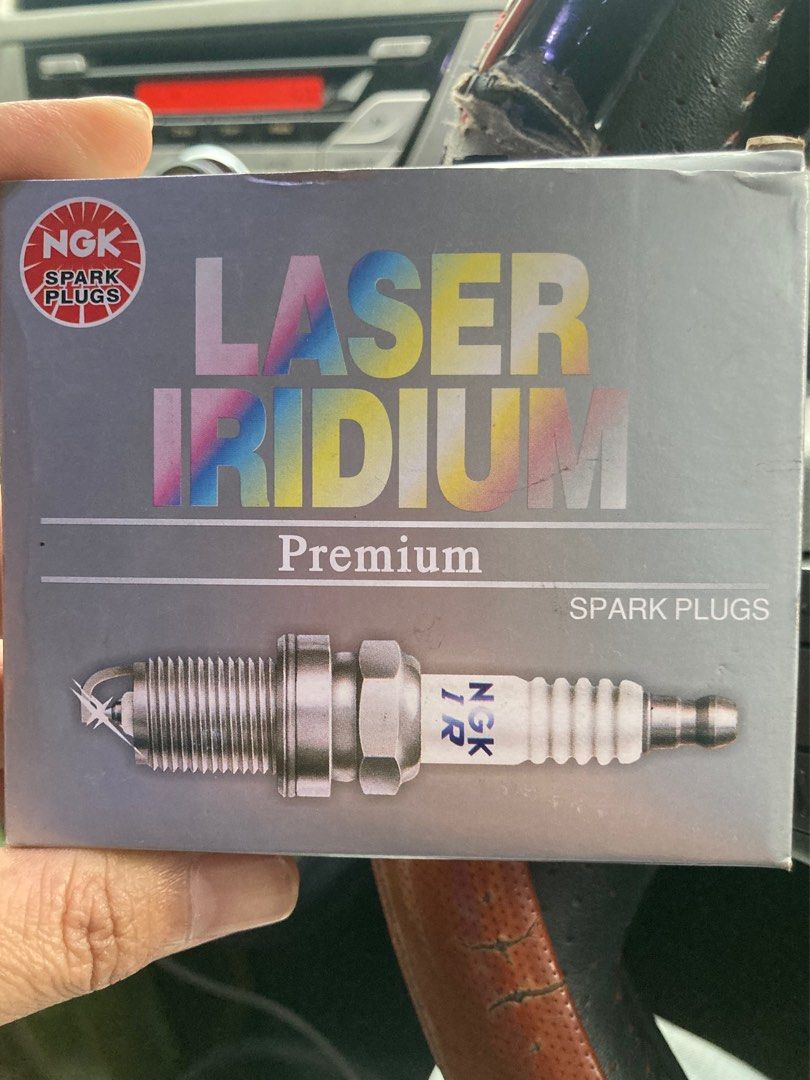 NGK
SPARK
PLUGS
LASER
IRIDIUM
Premium
SPARK PLUGS
NGK
IR